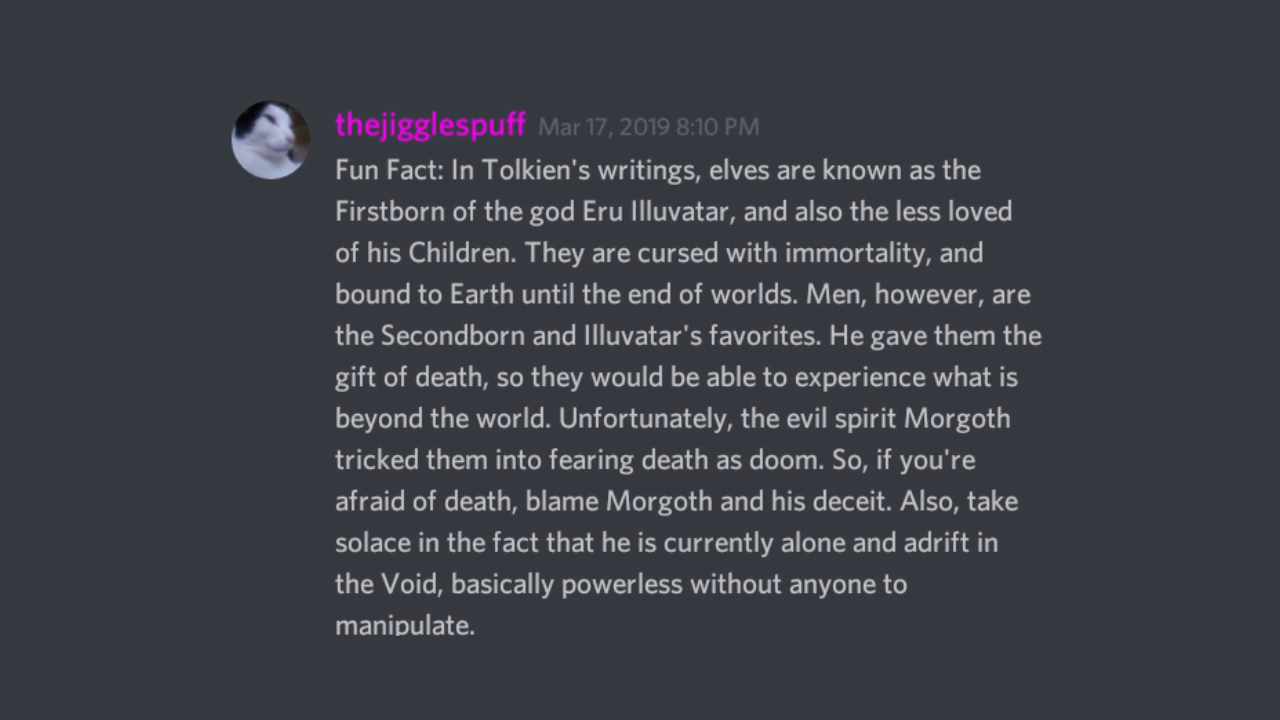 thejigglespuff Mar 17, 2019 8:10 PM
Fun Fact: In Tolkien's writings, elves are known as the
Firstborn of the god Eru Illuvatar, and also the less loved
of his Children. They are cursed with immortality, and
bound to Earth until the end of worlds. Men, however, are
the Secondborn and Illuvatar's favorites. He gave them the
gift of death, so they would be able to experience what is
beyond the world. Unfortunately, the evil spirit Morgoth
tricked them into fearing death as doom. So, if you're
afraid of death, blame Morgoth and his deceit. Also, take
solace in the fact that he is currently alone and adrift in
the Void, basically powerless without anyone to
manipulate.